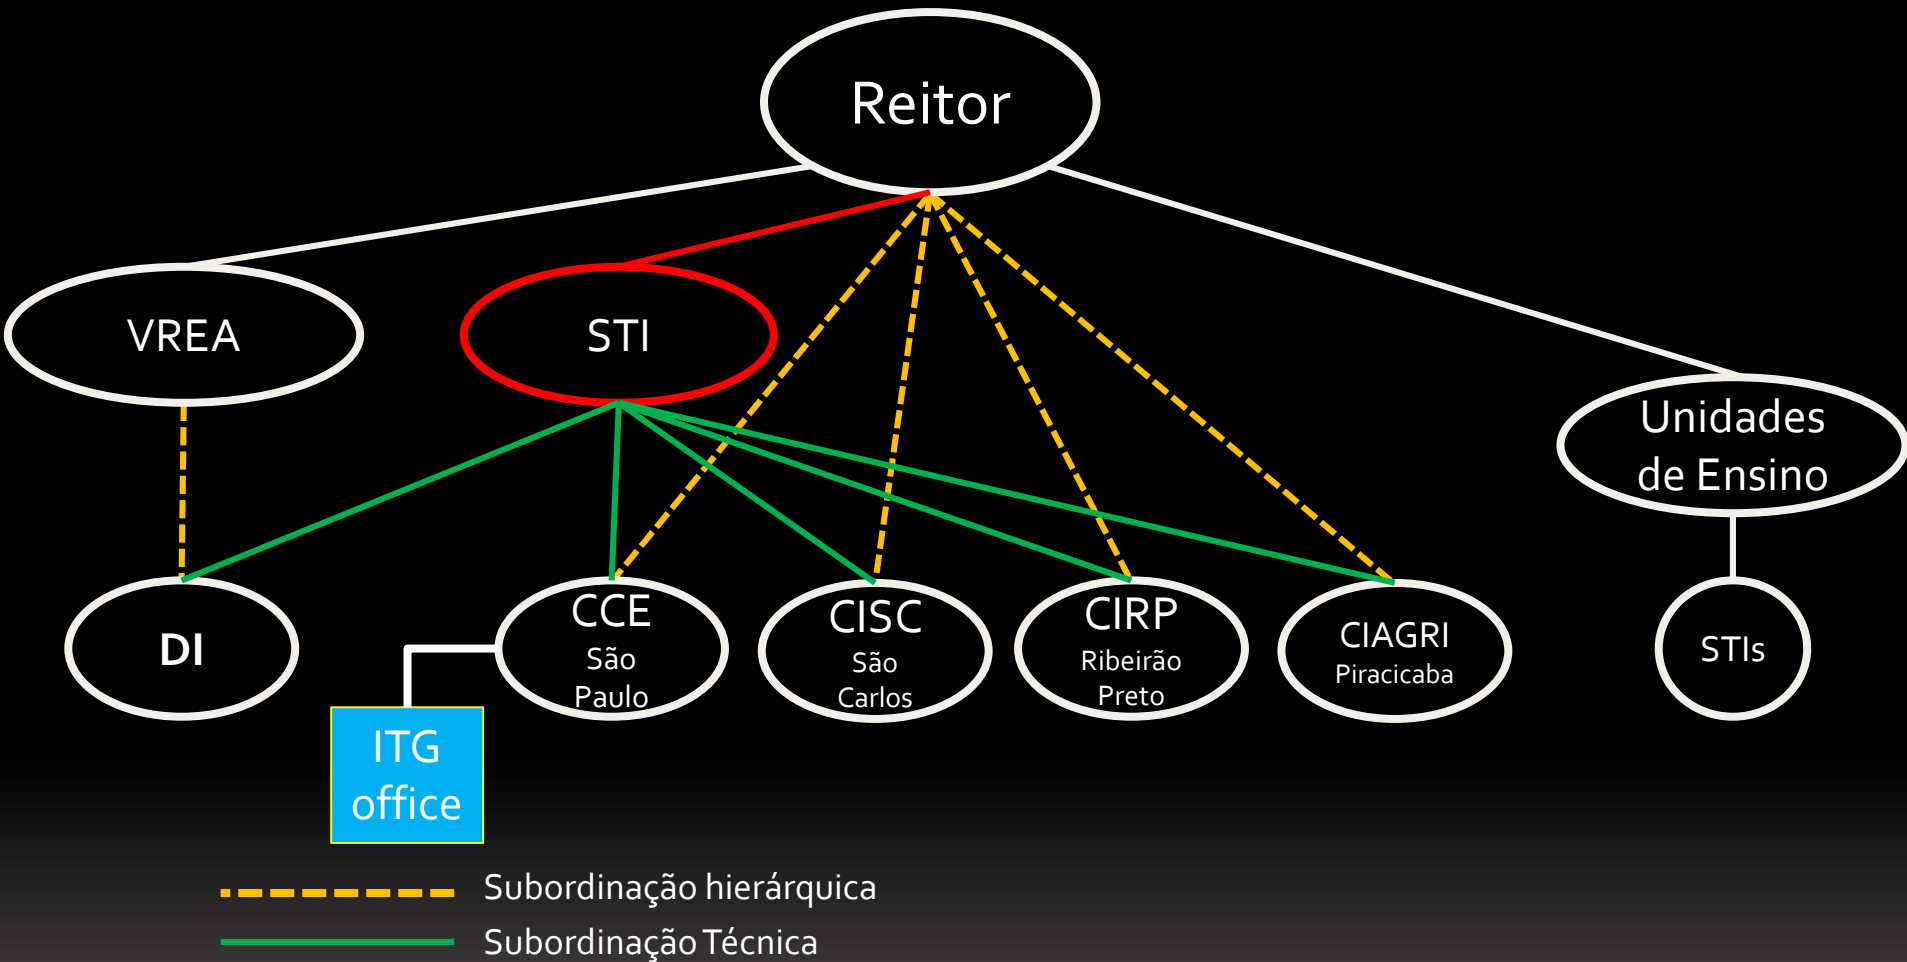 Reitor
VREA
STI
Unidades
de Ensino
DI
CCE
São
Paulo
CISC
São
Carlos
CIRP
Ribeirão
Preto
CIAGRI
Piracicaba
STIs
ITG
office
Subordinação hierárquica
Subordinação Técnica